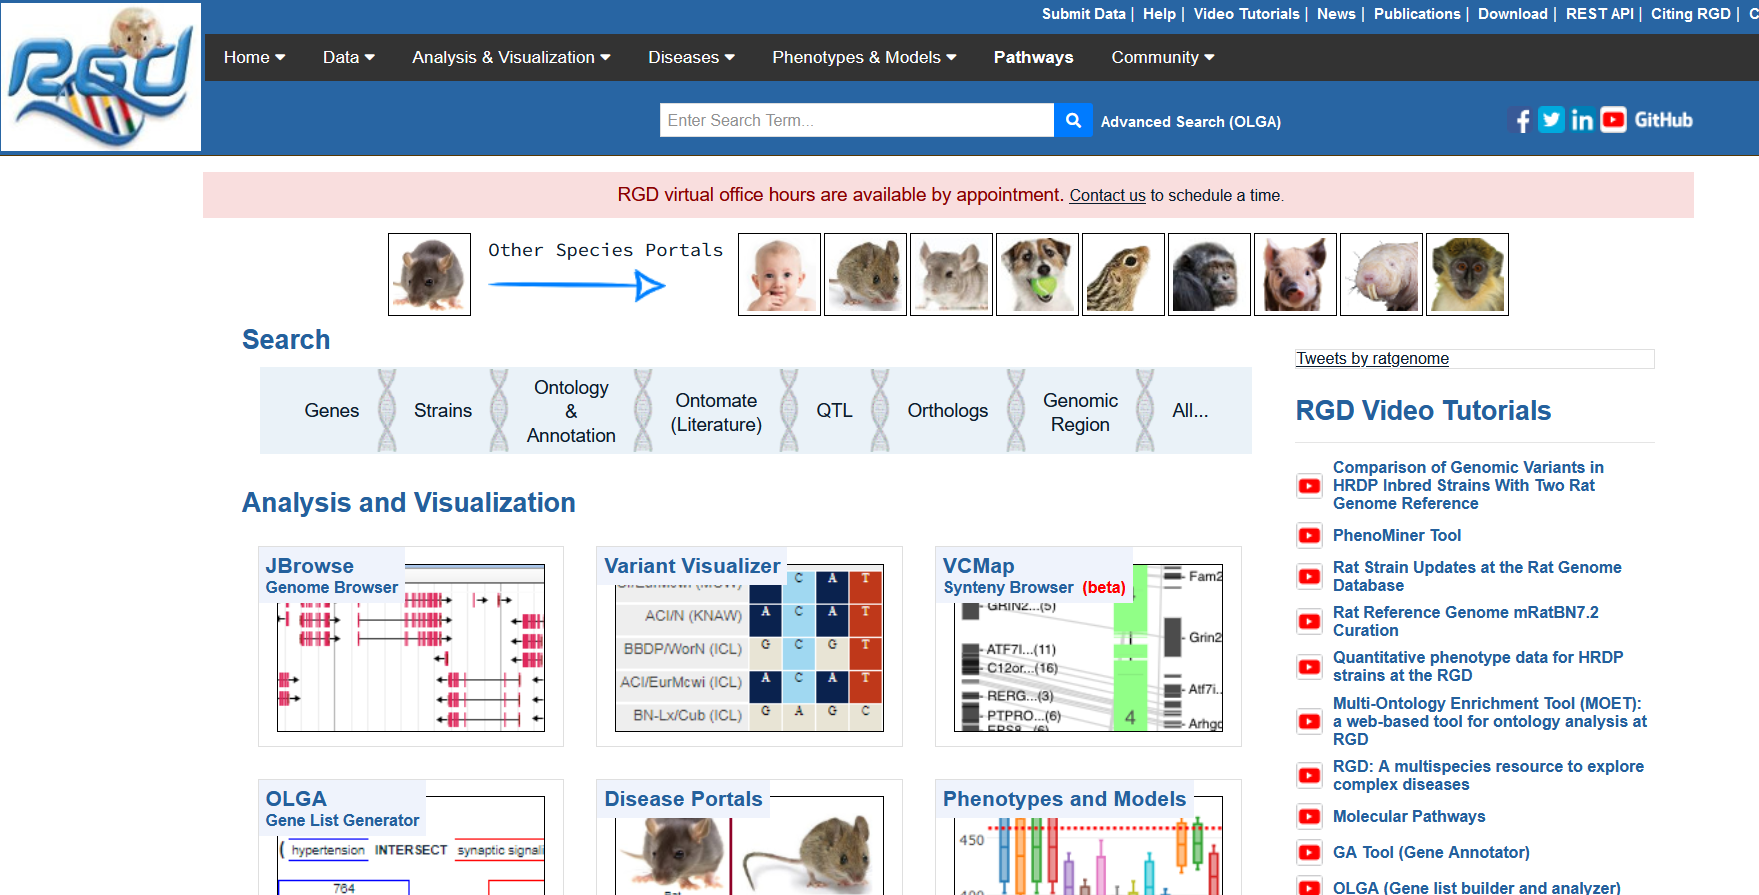 RGD
Submit Data | Help | Video Tutorials | News | Publications | Download | REST API | Citing RGD |
Home Data Analysis & Visualization Diseases Phenotypes & Models Pathways Community
Enter Search Term... Advanced Search (OLGA) GitHub
RGD virtual office hours are available by appointment. Contact us to schedule a time.
Other Species Portals
Search
Genes
Strains
Ontology
&
Annotation
Ontomate
(Literature)
QTL
Orthologs
Genomic
Region
All...
Analysis and Visualization
JBrowse
Genome Browser
Variant Visualizer
C A T
ACI/N (KNAW) A C A T
BBDP/WorN (ICL) G C G T
ACI/EurMcwi (ICL) A C A T
BN-Lx/Cub (ICL) G A G C
VCMap
Synteny Browser (beta)
Fam2
GRIN2...(5)
Grin2
ATF7I...(11)
C12or...(16)
RERG...(3)
Atf7i..
PTPRO...(6)
4
Arhgd
EPS8...(6)
OLGA
Gene List Generator
( hypertension INTERSECT synaptic signali
764
Disease Portals
Phenotypes and Models
450
Tweets by ratgenome
RGD Video Tutorials
Comparison of Genomic Variants in
HRDP Inbred Strains With Two Rat
Genome Reference
PhenoMiner Tool
Rat Strain Updates at the Rat Genome
Database
Rat Reference Genome mRatBN7.2
Curation
Quantitative phenotype data for HRDP
strains at the RGD
Multi-Ontology Enrichment Tool (MOET):
a web-based tool for ontology analysis at
RGD
RGD: A multispecies resource to explore
complex diseases
Molecular Pathways
GA Tool (Gene Annotator)
OLGA (Gene list builder and analyzer)